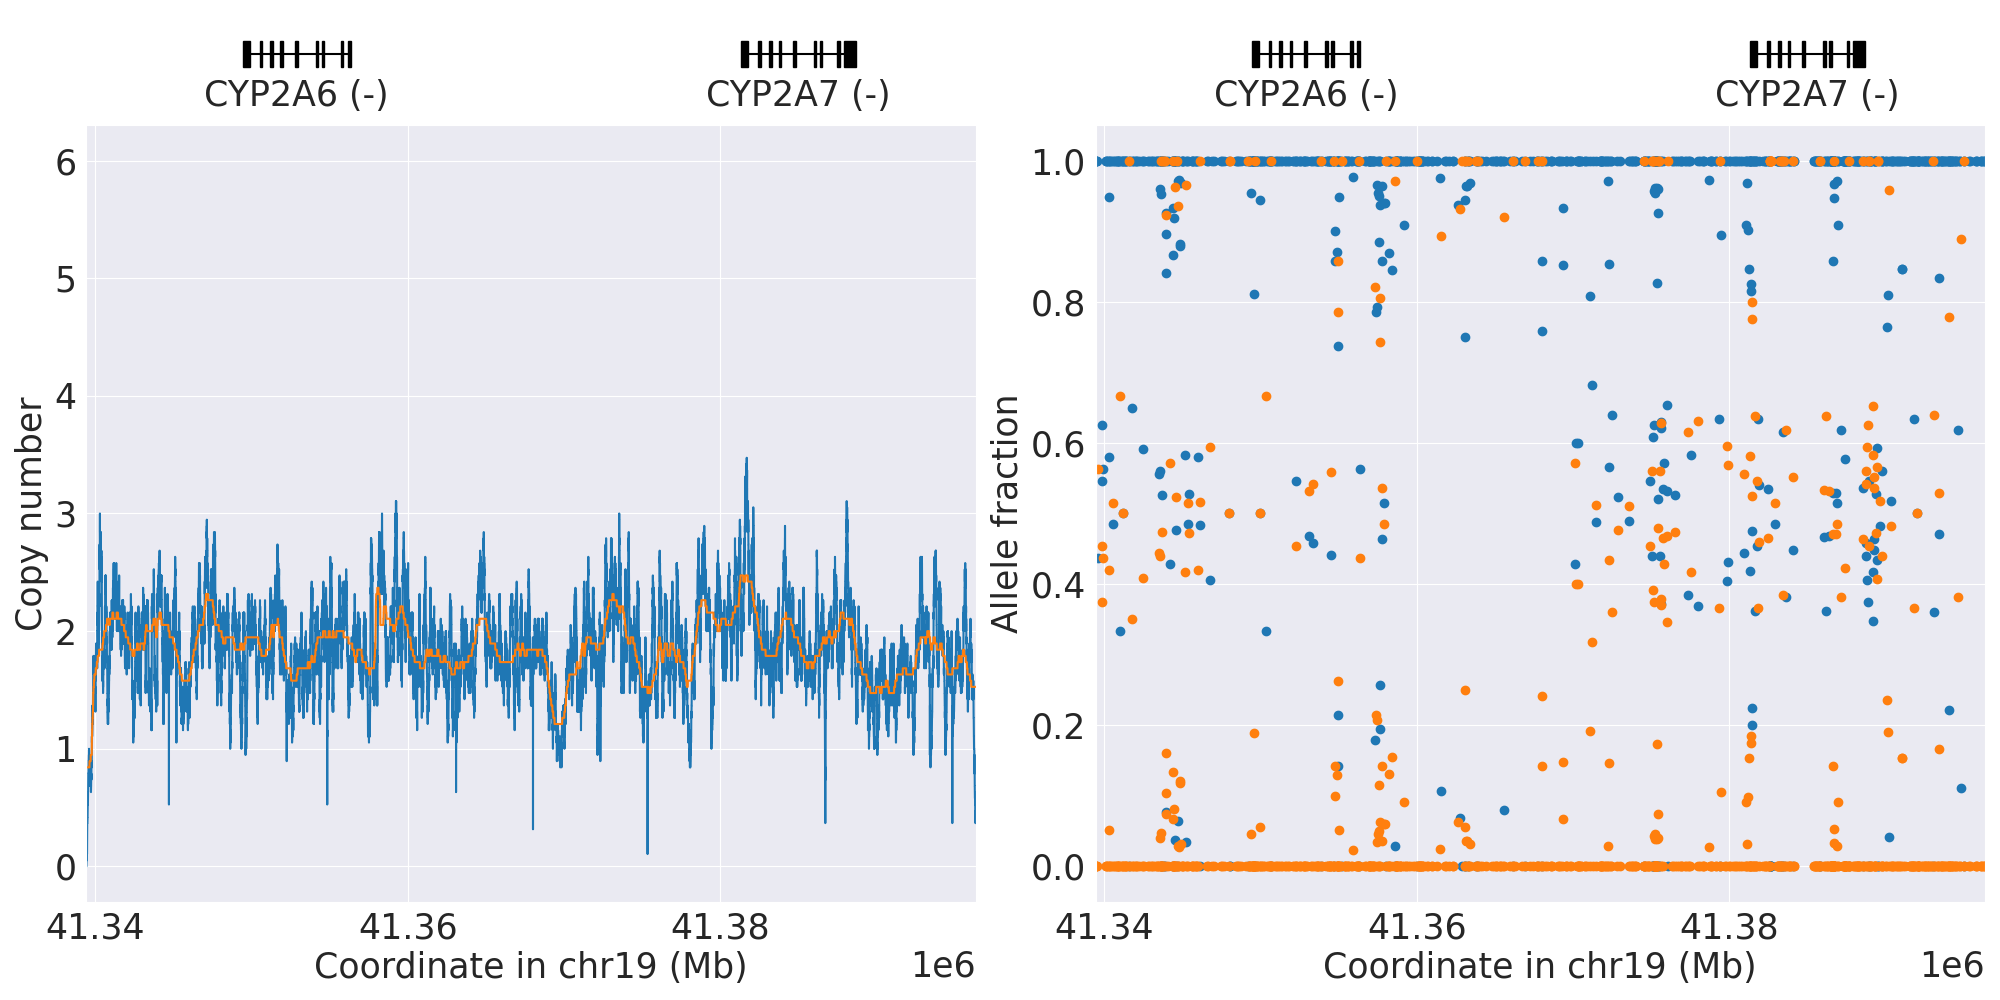 CYP2A6 (-)
CYP2A7 (-)
6
5
4
3
2
1
0
Copy number
41.34
41.36
41.38
Coordinate in chr19 (Mb)
1e6
CYP2A6 (-)
CYP2A7 (-)
1.0
0.8
0.6
0.4
0.2
0.0
Allele fraction
41.34
41.36
41.38
Coordinate in chr19 (Mb)
1e6